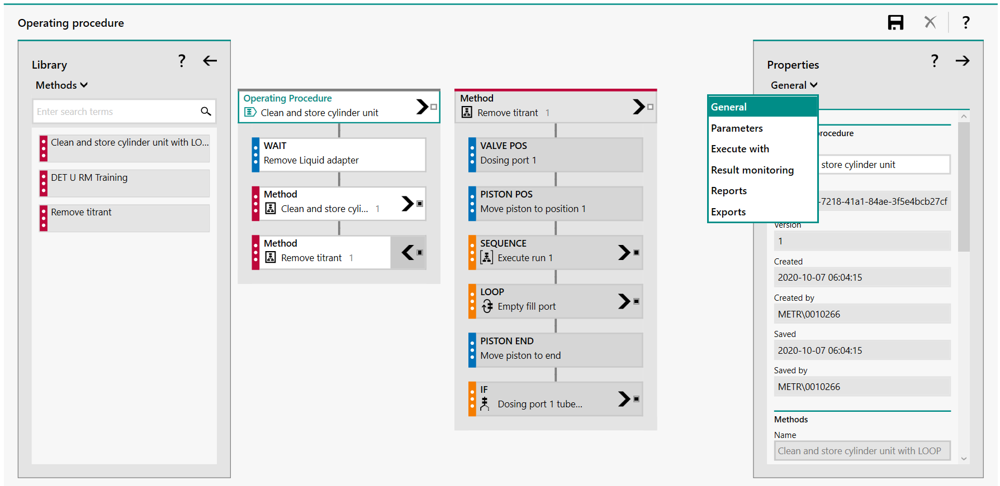 Operating procedure
?
Library
?
Methods
Enter search terms
Clean and store cylinder unit with LO...
DET U RM Training
Remove titrant
Operating Procedure
Clean and store cylinder unit
WAIT
Remove Liquid adapter
Method
Clean and store cyli... 1
Method
Remove titrant 1
Method
Remove titrant 1
VALVE POS
Dosing port 1
PISTON POS
Move piston to position 1
SEQUENCE
Execute run 1
LOOP
Empty fill port
PISTON END
Move piston to end
IF
Dosing port 1 tube...
Properties
?
General
General
Parameters
Execute with
Result monitoring
Reports
Exports
rocedure
store cylinder unit
-7218-41a1-84ae-3f5e4bcb27cf
Version
1
Created
2020-10-07 06:04:15
Created by
METR\0010266
Saved
2020-10-07 06:04:15
Saved by
METR\0010266
Methods
Name
Clean and store cylinder unit with LOOP